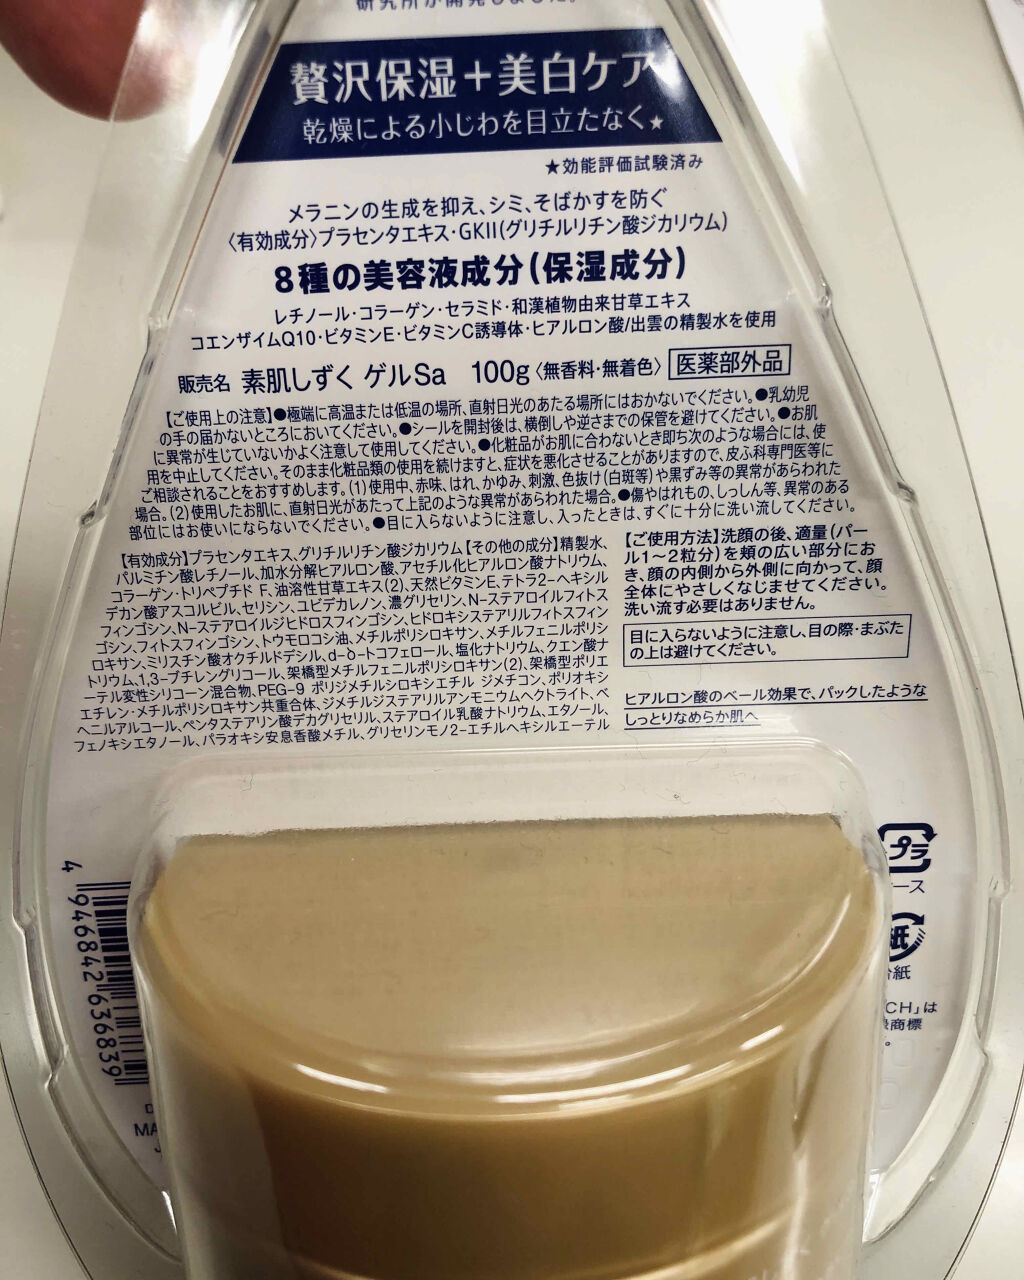 研究所が開発しました。
贅沢保湿＋美白ケア
乾燥による小じわを目立たなく★
★効能評価試験済み
メラニンの生成を抑え、シミ、そばかすを防ぐ
〈有効成分〉プラセンタエキス・GKII(グリチルリチン酸ジカリウム)
8種の美容液成分(保湿成分)
レチノール・コラーゲン・セラミド・和漢植物由来甘草エキス
コエンザイムQ10・ビタミンE・ビタミンC誘導体・ヒアルロン酸/出雲の精製水を使用
販売名 素肌しずく ゲルSa 100g〈無香料・無着色〉 医薬部外品
【ご使用上の注意】●極端に高温または低温の場所、直射日光のあたる場所にはおかないでください。●乳幼児
の手の届かないところにおいてください。●シールを開封後は、横倒しや逆さまでの保管を避けてください。●お肌
に異常が生じていないかよく注意して使用してください。●化粧品がお肌に合わないとき即ち次のような場合には、使
用を中止してください。そのまま化粧品類の使用を続けますと、症状を悪化させることがありますので、皮ふ科専門医等に
ご相談されることをおすすめします。(1)使用中、赤味、はれ、かゆみ、刺激、色抜け(白斑等)や黒ずみ等の異常があらわれた
場合。(2)使用したお肌に、直射日光があたって上記のような異常があらわれた場合。●傷やはれもの、しっしん等、異常のある
部位にはお使いにならないでください。●目に入らないように注意し、入ったときは、すぐに十分に洗い流してください。
【有効成分】プラセンタエキス、グリチルリチン酸ジカリウム【その他の成分】精製水、
パルミチン酸レチノール、加水分解ヒアルロン酸、アセチル化ヒアルロン酸ナトリウム、
コラーゲン・トリペプチド F、油溶性甘草エキス(2)、天然ビタミンE、テトラ2-ヘキシル
デカン酸アスコルビル、セリシン、ユビデカレノン、濃グリセリン、N-ステアロイルフィトス
フィンゴシン、N-ステアロイルジヒドロスフィンゴシン、ヒドロキシステアリルフィトスフィン
ゴシン、フィトスフィンゴシン、トウモロコシ油、メチルポリシロキサン、メチルフェニルポリシ
ロキサン、ミリスチン酸オクチルドデシル、d-δ-トコフェロール、塩化ナトリウム、クエン酸ナ
トリウム、1,3-ブチレングリコール、架橋型メチルフェニルポリシロキサン(2)、架橋型ポリエ
ーテル変性シリコーン混合物、PEG-9 ポリジメチルシロキシエチル ジメチコン、ポリオキシ
エチレン・メチルポリシロキサン共重合体、ジメチルジステアリルアンモニウムヘクトライト、ベ
ヘニルアルコール、ペンタステアリン酸デカグリセリル、ステアロイル乳酸ナトリウム、エタノール、
フェノキシエタノール、パラオキシ安息香酸メチル、グリセリンモノ2-エチルヘキシルエーテル
【ご使用方法】洗顔の後、適量(パー
ル1～2粒分)を頬の広い部分にお
き、顔の内側から外側に向かって、顔
全体にやさしくなじませてください。
洗い流す必要はありません。
目に入らないように注意し、目の際・まぶた
の上は避けてください。
ヒアルロン酸のベール効果で、パックしたような
しっとりなめらか肌へ
プラ
ース
紙
台紙
CH」は
録商標
。
4 946842 636839
MA